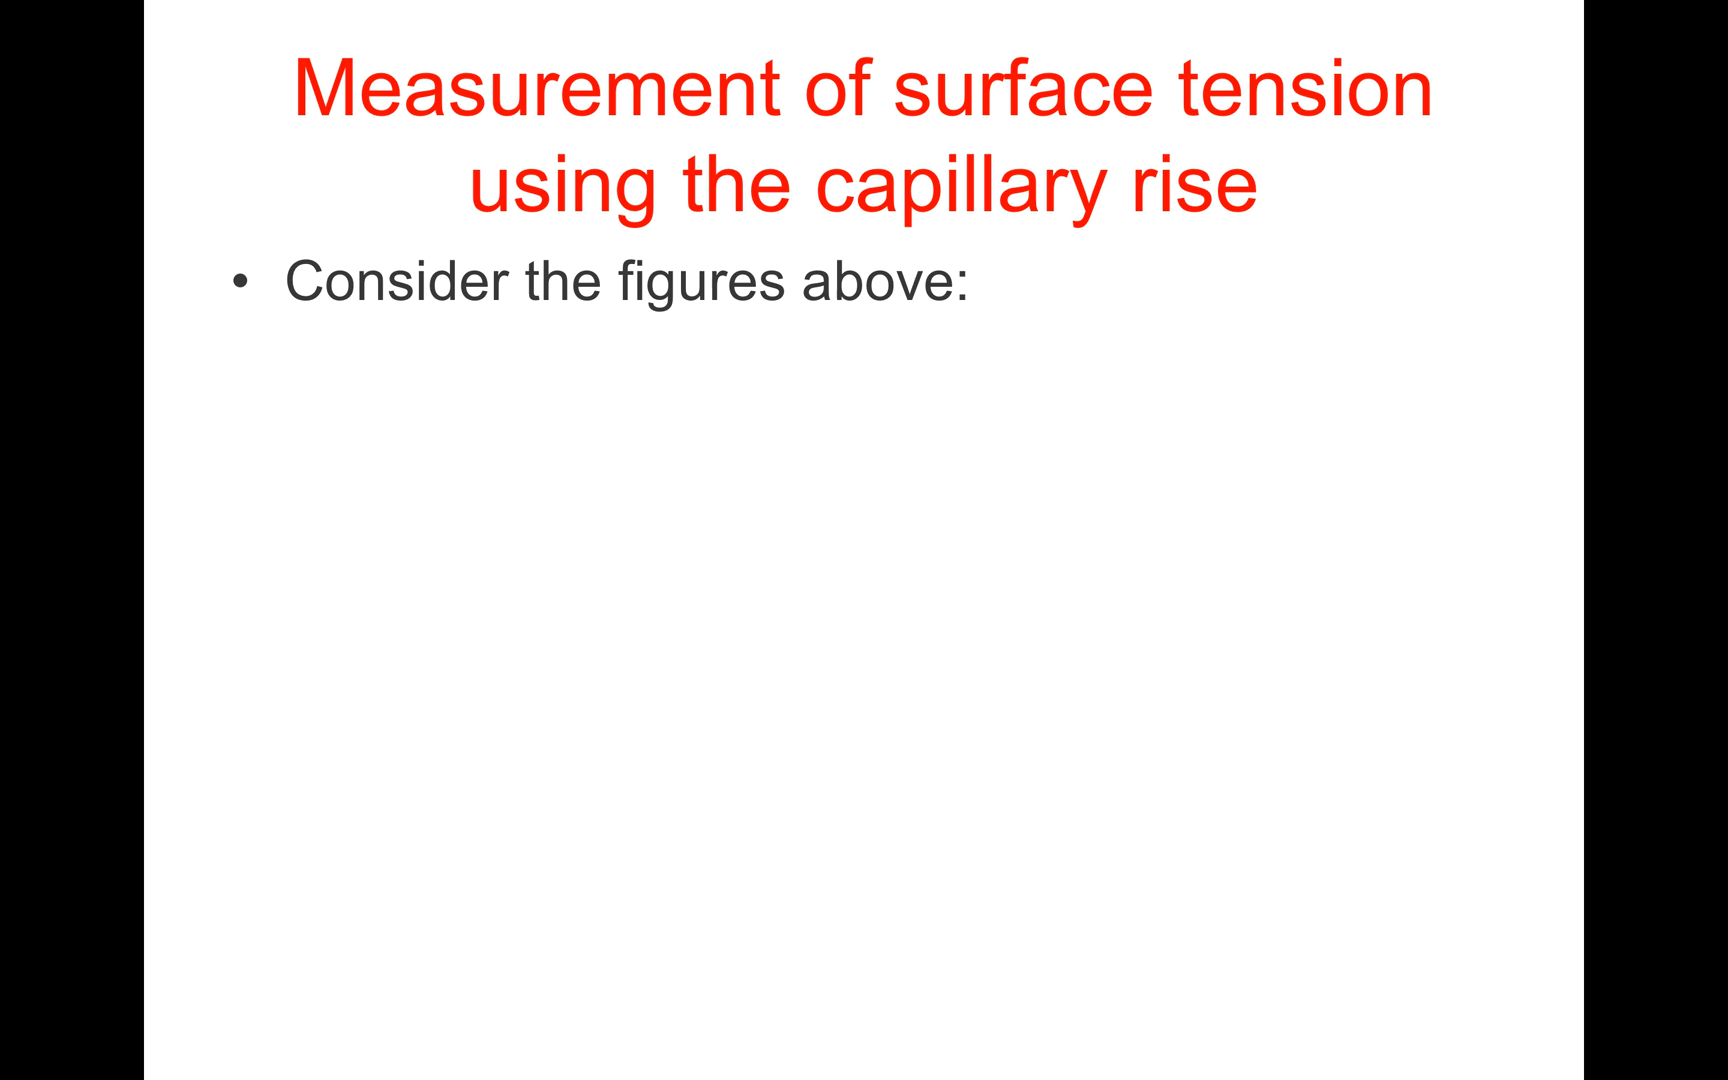 Measurement of surface tension
using the capillary rise
• Consider the figures above: